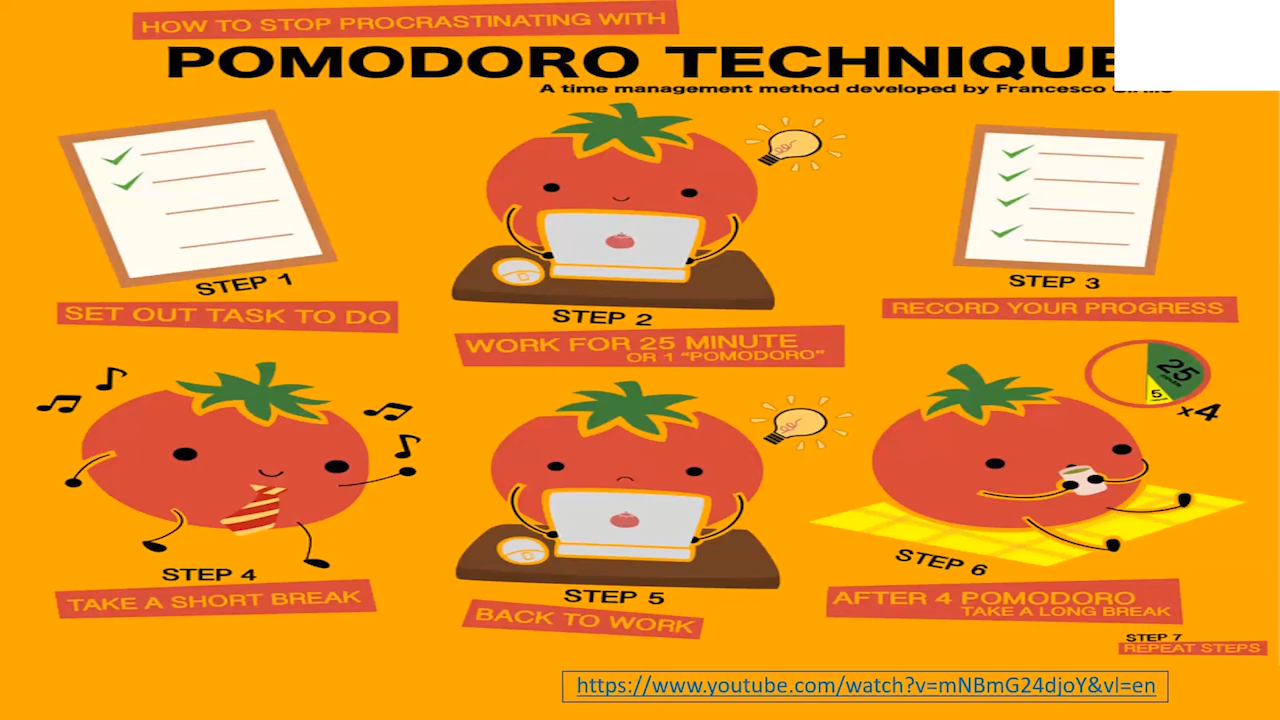 HOW TO STOP PROCRASTINATING WITH
POMODORO TECHNIQUE
A time management method developed by Francesco
STEP 1
SET OUT TASK TO DO
STEP 2
WORK FOR 25 MINUTE
OR 1 "POMODORO"
STEP 3
RECORD YOUR PROGRESS
STEP 4
TAKE A SHORT BREAK
STEP 5
BACK TO WORK
25
5
x4
STEP 6
AFTER 4 POMODORO
TAKE A LONG BREAK
STEP 7
REPEAT STEPS
https://www.youtube.com/watch?v=mNBmG24djoY&vl=en